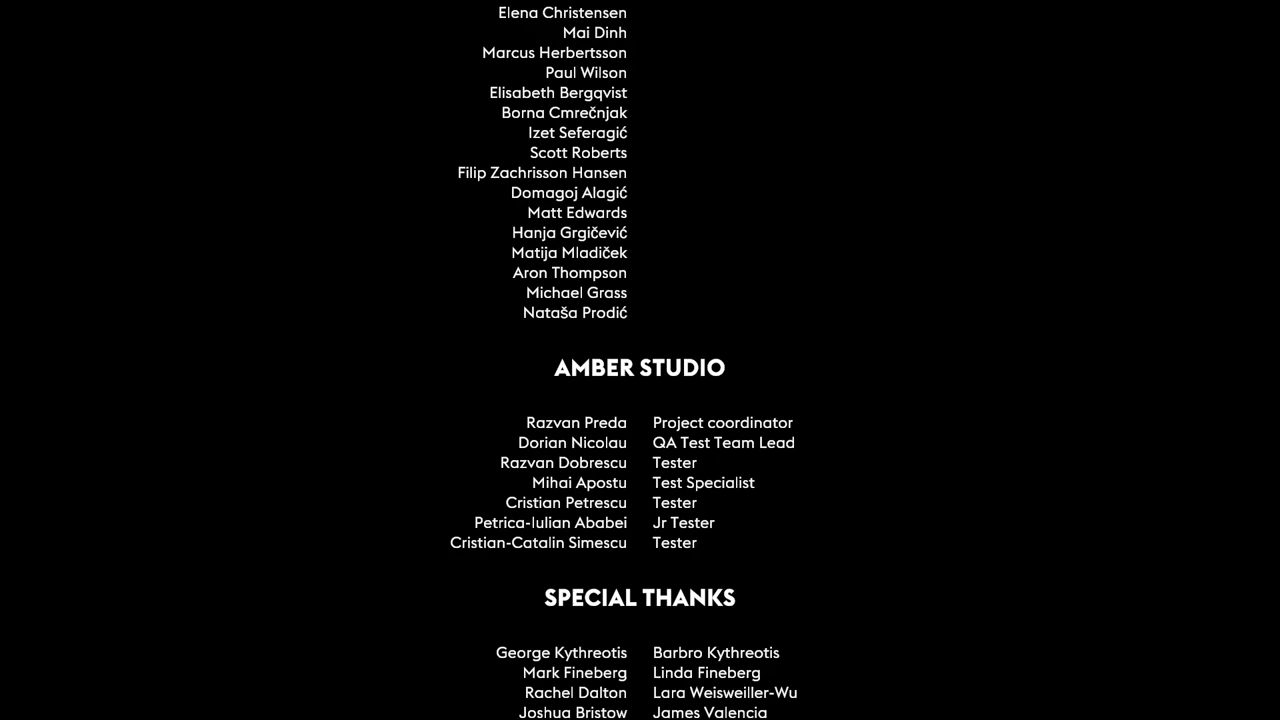 Elena Christensen
Mai Dinh
Marcus Herbertsson
Paul Wilson
Elisabeth Bergqvist
Borna Cmrečnjak
Izet Seferagić
Scott Roberts
Filip Zachrisson Hansen
Domagoj Alagić
Matt Edwards
Hanja Grgičević
Matija Mladiček
Aron Thompson
Michael Grass
Nataša Prodić
AMBER STUDIO
Razvan Preda Project coordinator
Dorian Nicolau QA Test Team Lead
Razvan Dobrescu Tester
Mihai Apostu Test Specialist
Cristian Petrescu Tester
Petrica-Iulian Ababei Jr Tester
Cristian-Catalin Simescu Tester
SPECIAL THANKS
George Kythreotis Barbro Kythreotis
Mark Fineberg Linda Fineberg
Rachel Dalton Lara Weisweiller-Wu
Joshua Bristow James Valencia